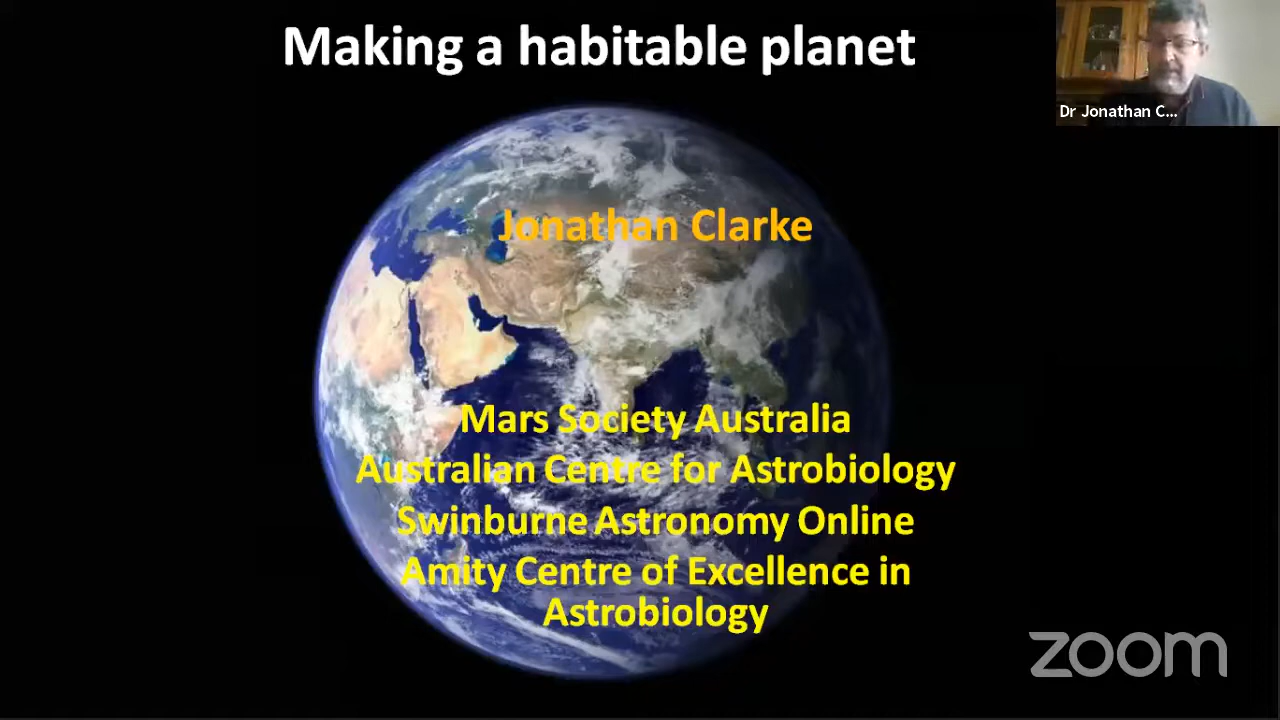 Making a habitable planet
Dr Jonathan C...
Jonathan Clarke
Mars Society Australia
Australian Centre for Astrobiology
Swinburne Astronomy Online
Amity Centre of Excellence in
Astrobiology
zoom